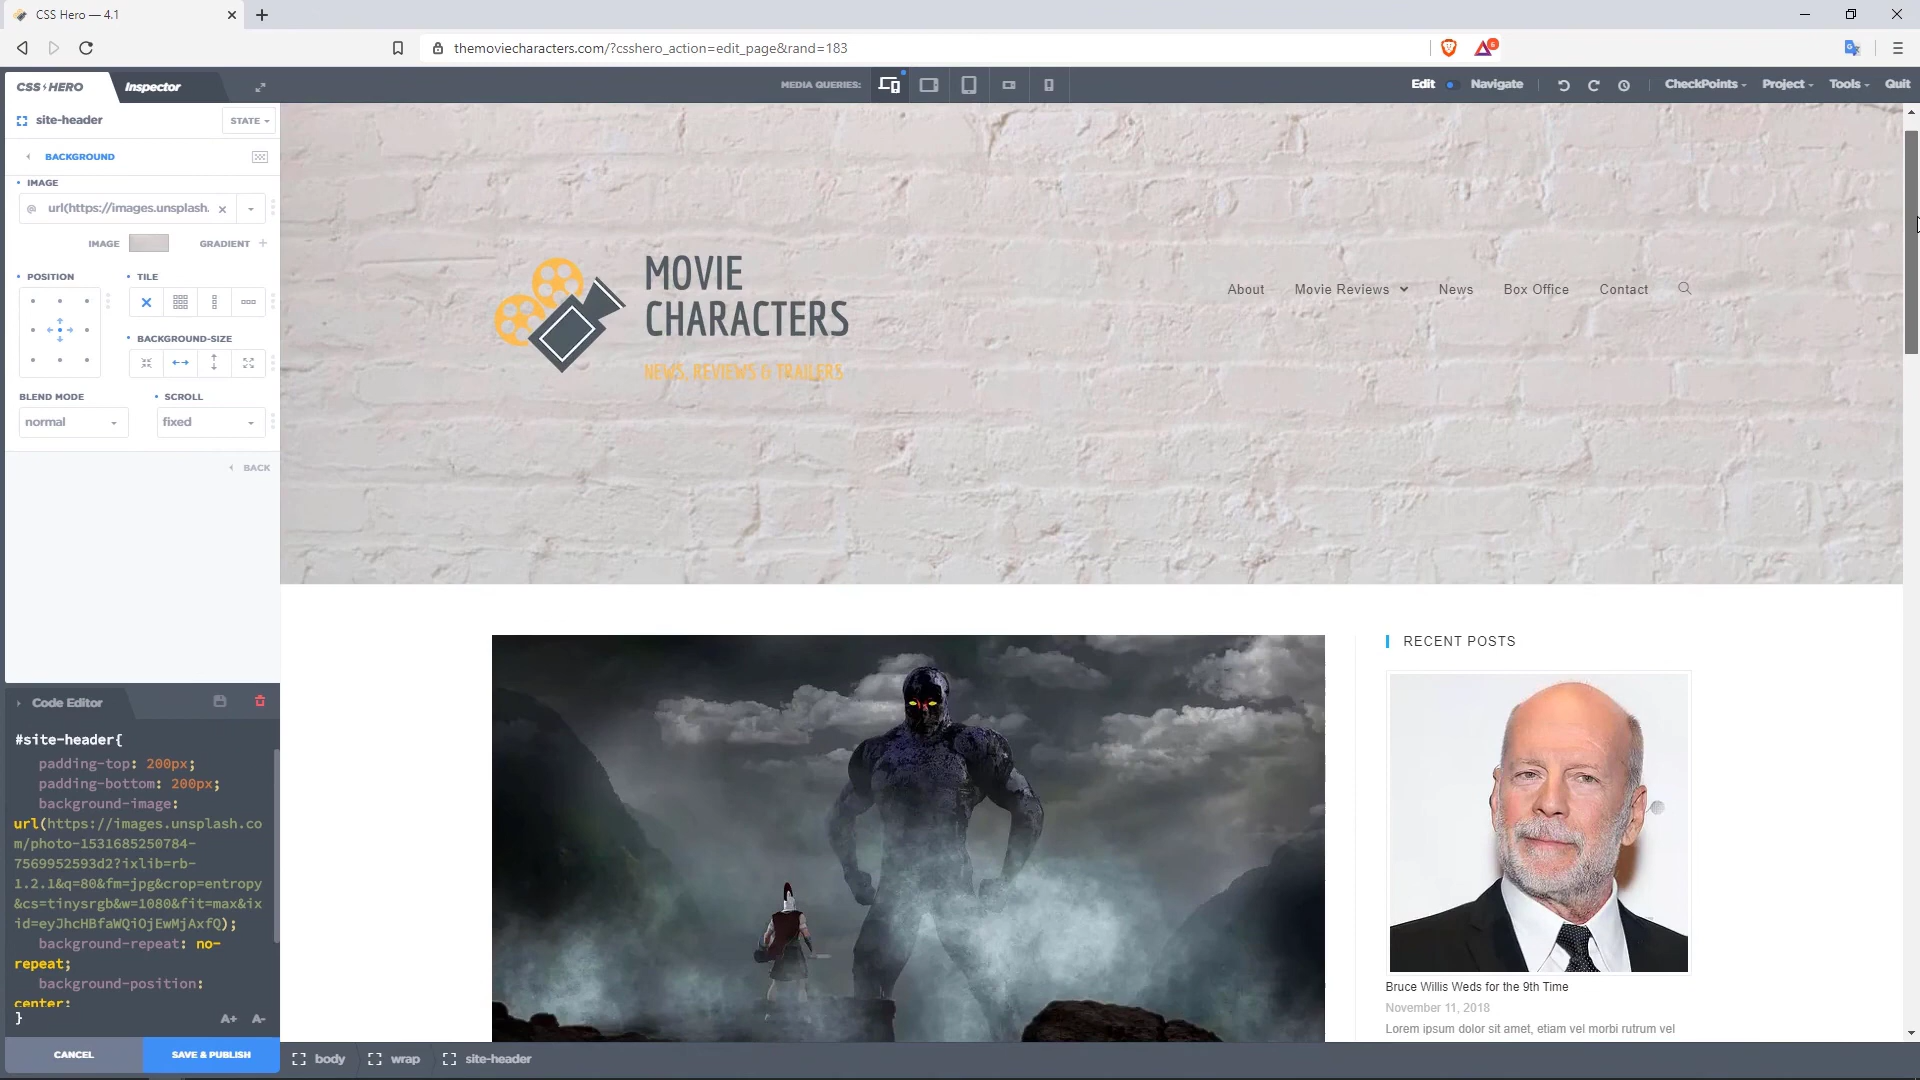 CSS Hero — 4.1
themoviecharacters.com/?csshero_action=edit_page&rand=183
6
CSS HERO
Inspector
MEDIA QUERIES:
Edit
Navigate
CheckPoints
Project
Tools
Quit
site-header
STATE
BACKGROUND
IMAGE
@ url(https://images.unsplash.
IMAGE
GRADIENT +
POSITION
TILE
BACKGROUND-SIZE
BLEND MODE
SCROLL
normal
fixed
BACK
MOVIE
CHARACTERS
NEWS, REVIEWS & TRAILERS
About
Movie Reviews
News
Box Office
Contact
RECENT POSTS
Bruce Willis Weds for the 9th Time
November 11, 2018
Lorem ipsum dolor sit amet, etiam vel morbi rutrum vel
Code Editor
#site-header{
padding-top: 200px;
padding-bottom: 200px;
background-image:
url(https://images.unsplash.co
m/photo-1531685250784-
7569952593d2?ixlib=rb-
1.2.1&q=80&fm=jpg&crop=entropy
&cs=tinysrgb&w=1080&fit=max&ix
id=eyJhcHBfaWQiOjEwMjAxfQ);
background-repeat: no-
repeat;
background-position:
center;
}
A+
A-
CANCEL
SAVE & PUBLISH
body
wrap
site-header